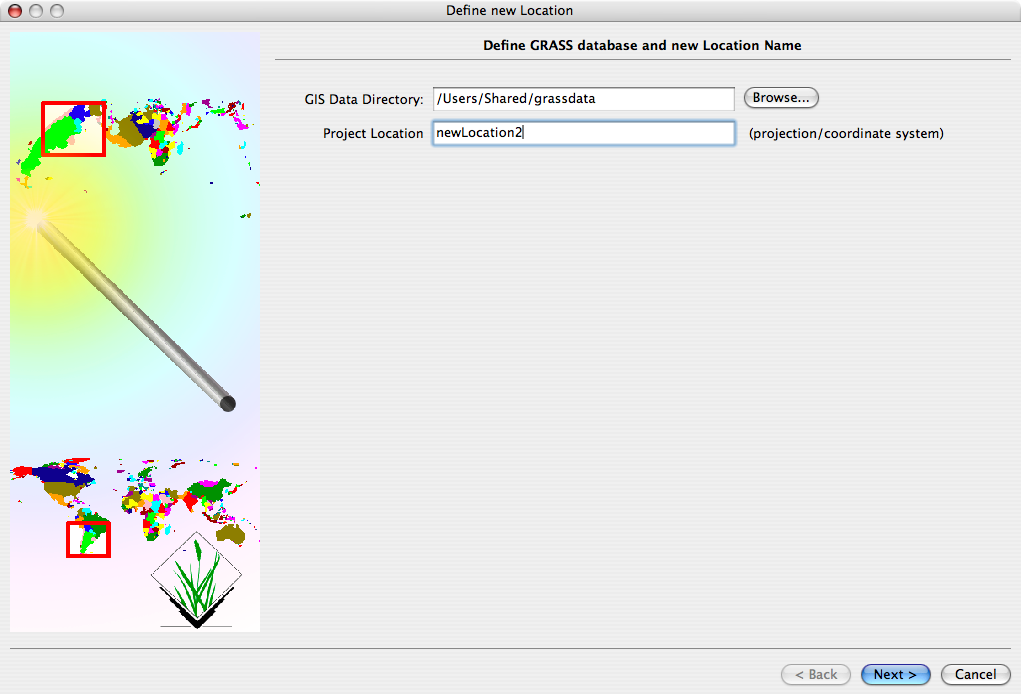 Define new Location
Define GRASS database and new Location Name
GIS Data Directory: /Users/Shared/grassdata Browse...
Project Location newLocation2 (projection/coordinate system)
< Back Next > Cancel